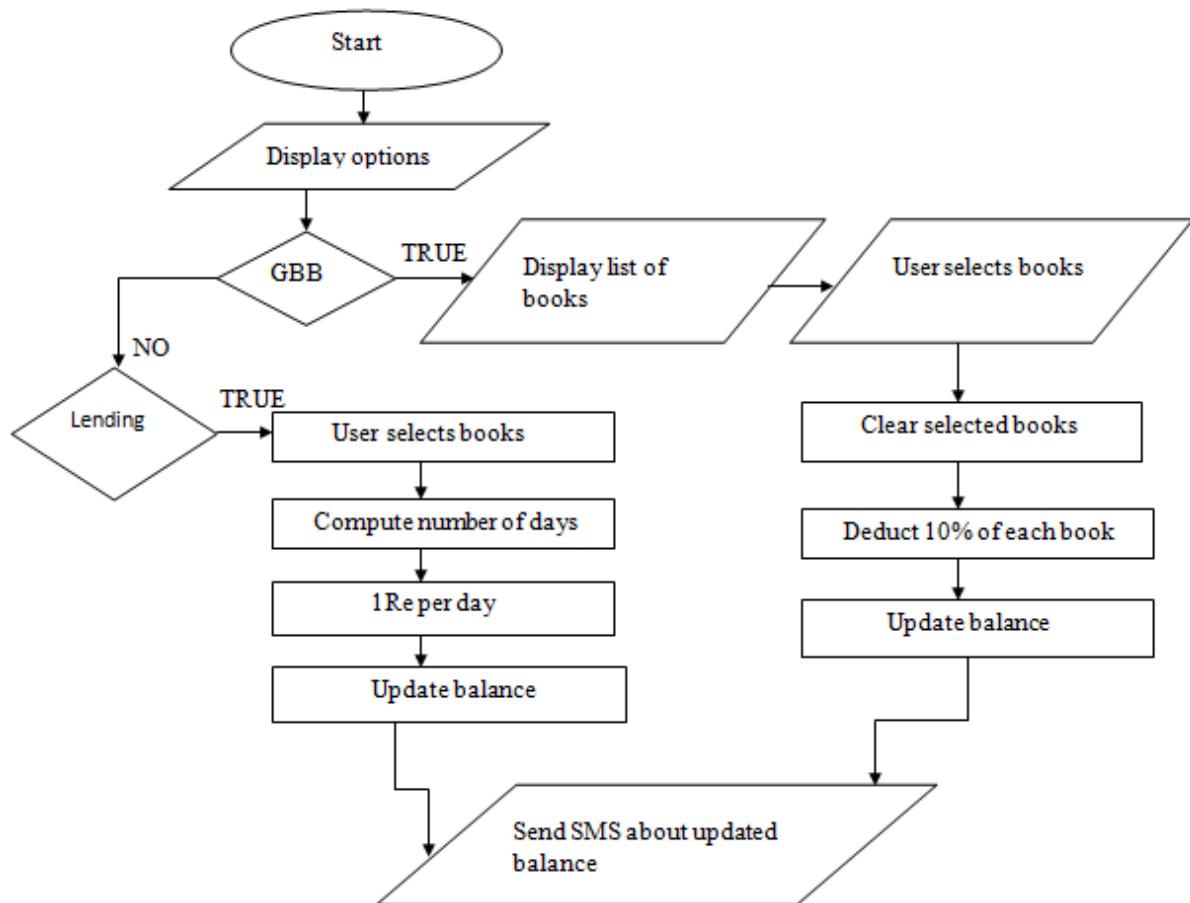 Start
Display options
GBB
TRUE
Display list of
books
User selects books
NO
Lending
TRUE
User selects books
Compute number of days
1Re per day
Update balance
Clear selected books
Deduct 10% of each book
Update balance
Send SMS about updated
balance